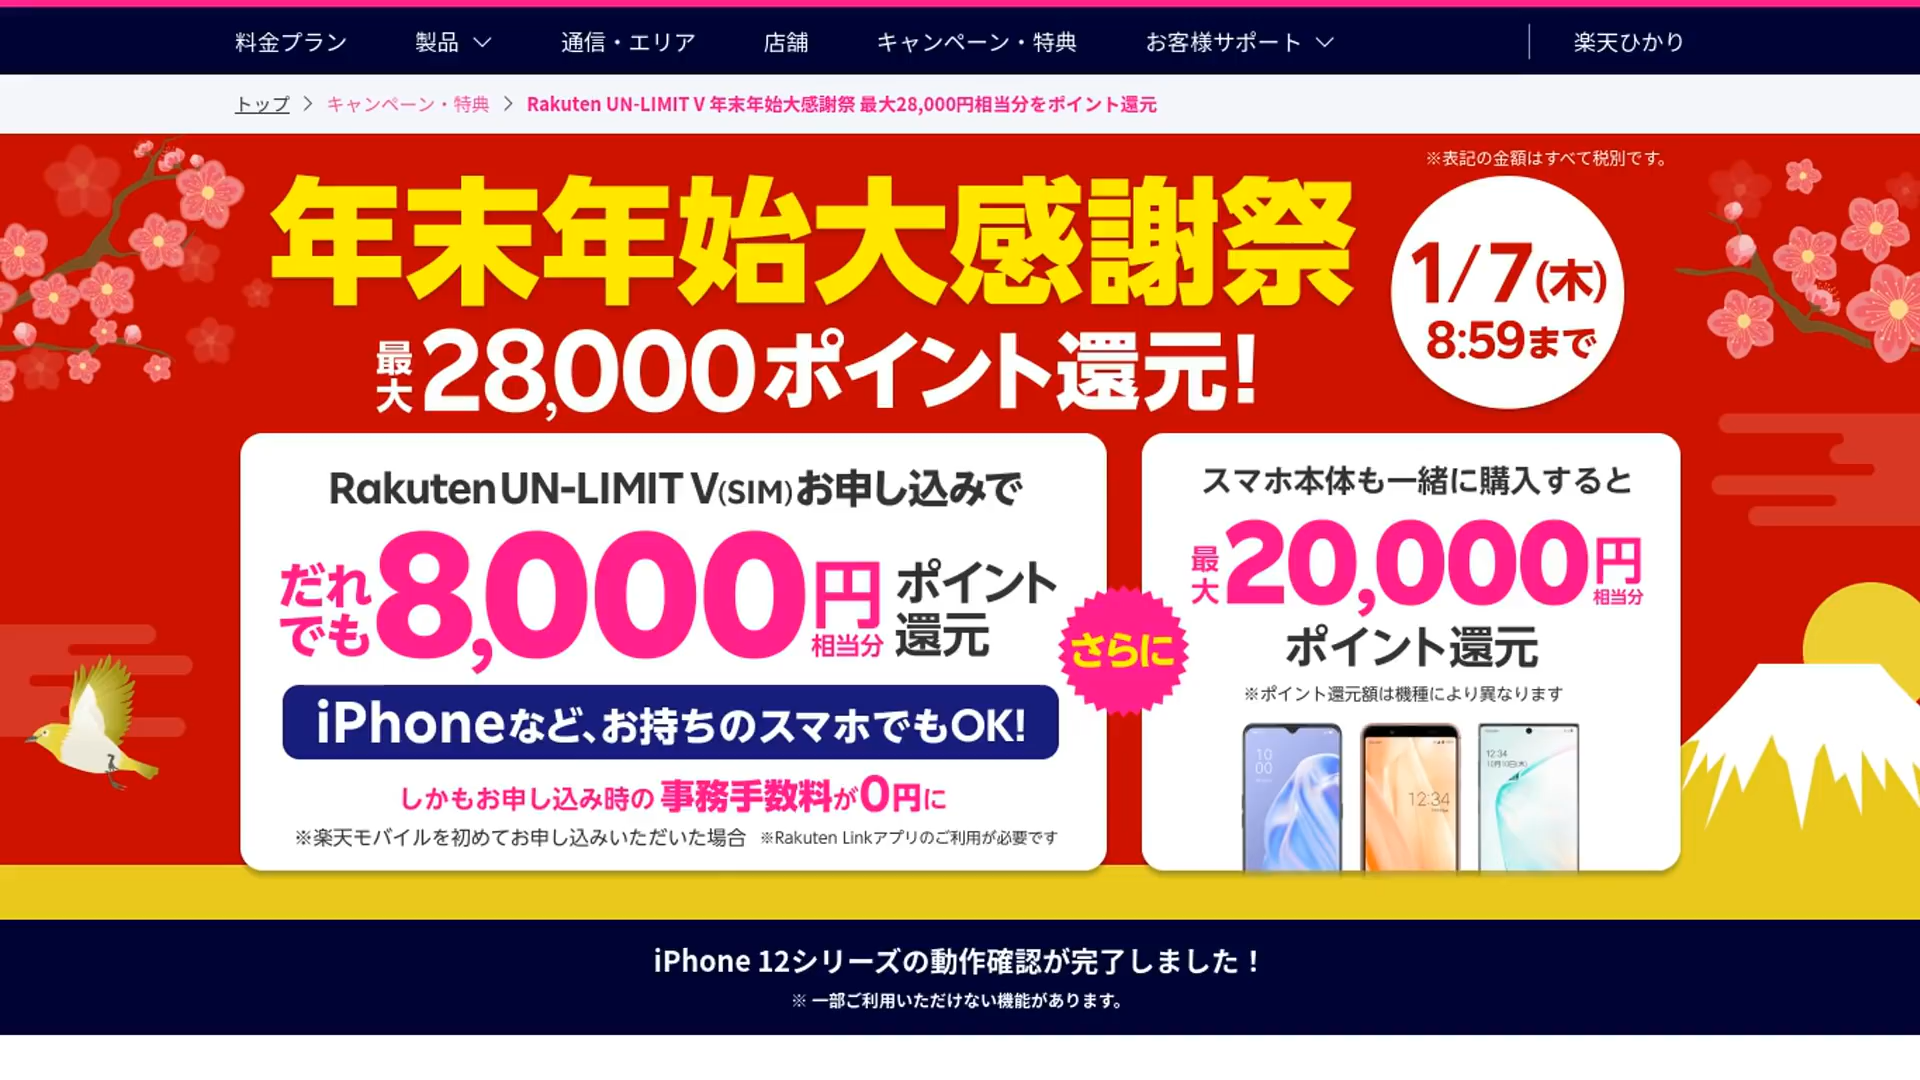 料金プラン 製品 通信・エリア 店舗 キャンペーン・特典 お客様サポート 楽天ひかり
トップ キャンペーン・特典 Rakuten UN-LIMIT V 年末年始大感謝祭 最大28,000円相当分をポイント還元
※表記の金額はすべて税別です。
年末年始大感謝祭
最大28,000ポイント還元!
1/7(木)
8:59まで
Rakuten UN-LIMIT V(SIM)お申し込みで
だれでも8,000円相当分ポイント還元
iPhoneなど、お持ちのスマホでもOK!
しかもお申し込み時の事務手数料が0円に
※楽天モバイルを初めてお申し込みいただいた場合 ※Rakuten Linkアプリのご利用が必要です
さらに
スマホ本体も一緒に購入すると
最大20,000円相当分
ポイント還元
※ポイント還元額は機種により異なります
10
00
12:34
12:34
iPhone 12シリーズの動作確認が完了しました！
※ 一部ご利用いただけない機能があります。